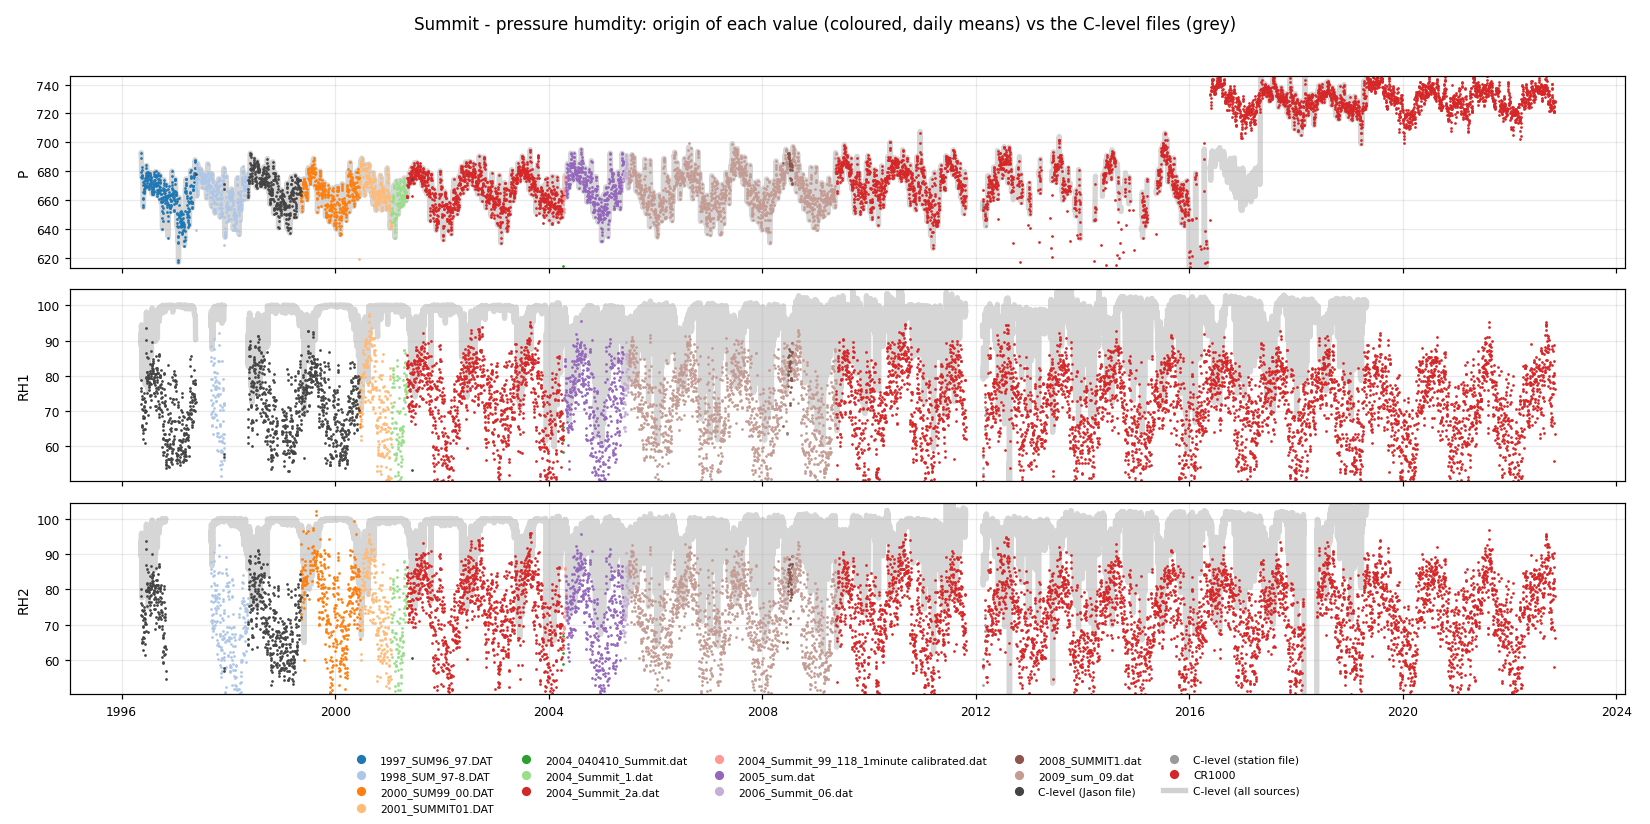 Summit - pressure humdity: origin of each value (coloured, daily means) vs the C-level files (grey)
740
720
700
680
660
640
620
P
100
90
80
70
60
RH1
100
90
80
70
60
RH2
1996 2000 2004 2008 2012 2016 2020 2024
1997_SUM96_97.DAT
1998_SUM_97-8.DAT
2000_SUM99_00.DAT
2001_SUMMIT01.DAT
2004_040410_Summit.dat
2004_Summit_1.dat
2004_Summit_2a.dat
2004_Summit_99_118_1minute calibrated.dat
2005_sum.dat
2006_Summit_06.dat
2008_SUMMIT1.dat
2009_sum_09.dat
C-level (Jason file)
C-level (station file)
CR1000
C-level (all sources)